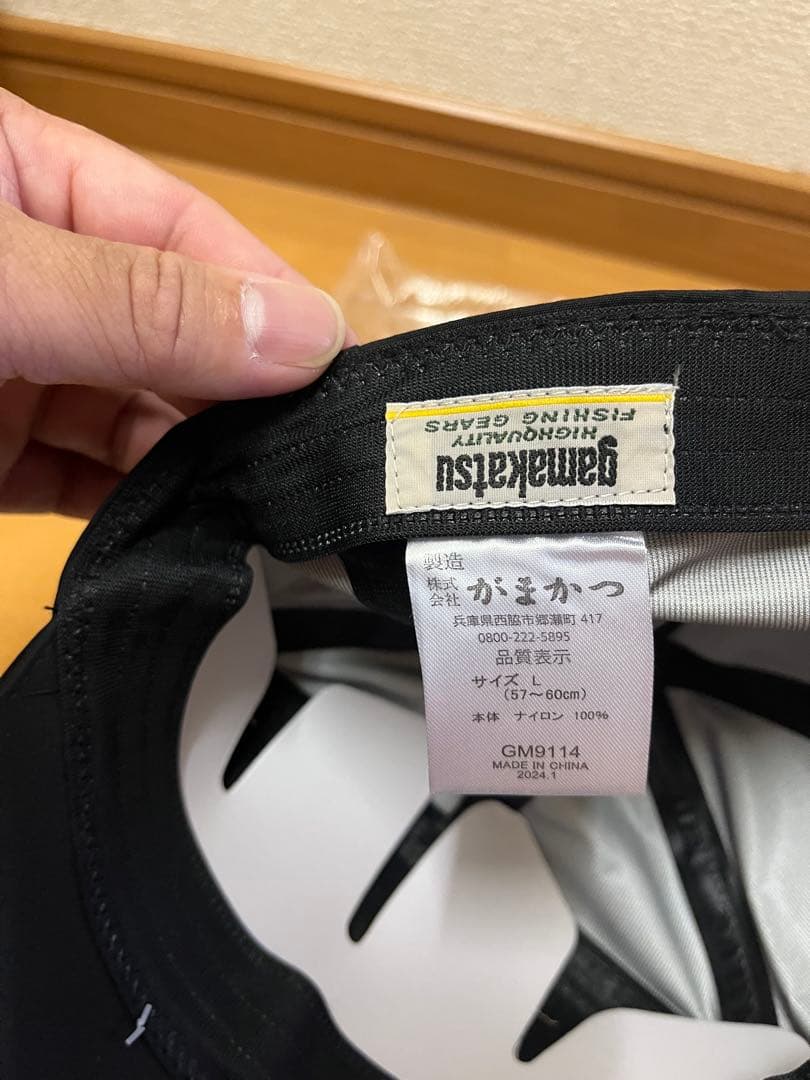 gamakatsu
HIGHQUALITY
FISHING GEARS
製造
株式会社 がまかつ
兵庫県西脇市郷瀬町 417
0800-222-5895
品質表示
サイズ L
(57～60cm)
本体 ナイロン 100%
GM9114
MADE IN CHINA
2024.1